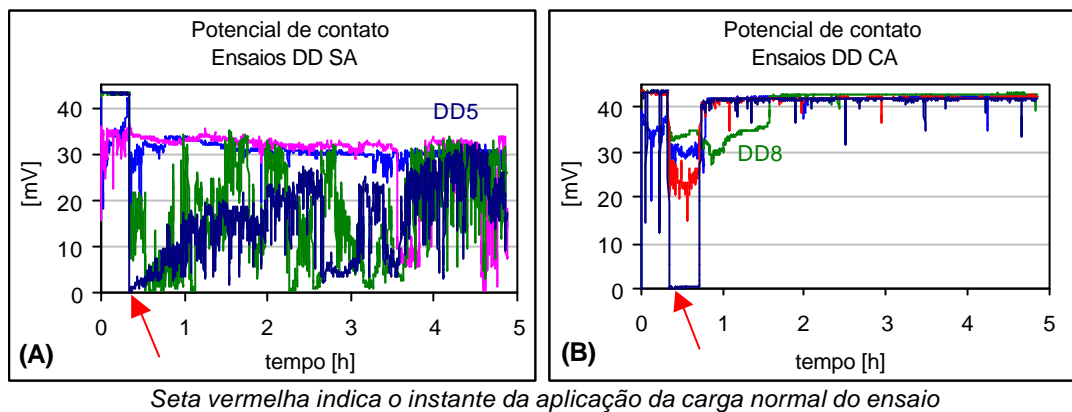 Potencial de contato
Ensaios DD SA
DD5
[mV]
40
30
20
10
0
0 1 2 3 4 5
(A)
tempo [h]
Potencial de contato
Ensaios DD CA
DD8
[mV]
40
30
20
10
0
0 1 2 3 4 5
(B)
tempo [h]
Seta vermelha indica o instante da aplicação da carga normal do ensaio